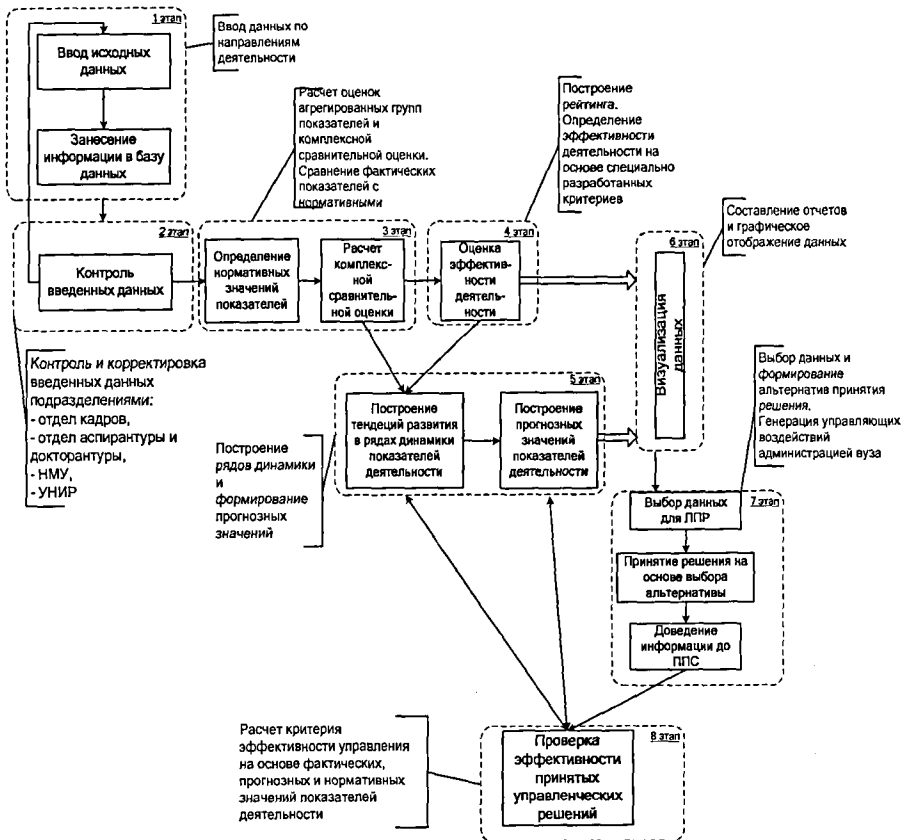 1 этап
Ввод исходных
данных
Занесение
информации в базу
данных
Ввод данных по
направлениям
деятельности
2 этап
Контроль
введенных данных
Контроль и корректировка
введенных данных
подразделениями:
- отдел кадров,
- отдел аспирантуры и
докторантуры,
- НМУ,
- УНИР
Расчет оценок
агрегированных групп
показателей и
комплексной
сравнительной оценки.
Сравнение фактических
показателей с
нормативными
3 этап
Определение
нормативных
значений
показателей
Расчет
комплекс-
ной
сравнитель-
ной оценки
Построение
рейтинга.
Определение
эффективности
деятельности на
основе специально
разработанных
критериев
4 этап
Оценка
эффектив-
ности
деятель-
ности
Составление отчетов
и графическое
отображение данных
6 этап
Визуализация
данных
5 этап
Построение
тендеций развития
в рядах динамики
показателей
деятельности
Построение
прогнозных
значений
показателей
деятельности
Построение
рядов динамики
и
формирование
прогнозных
значений
Выбор данных и
формирование
альтернатив принятия
решения.
Генерация управляющих
воздействий
администрацией вуза
7 этап
Выбор данных
для ЛПР
Принятие решения на
основе выбора
альтернативы
Доведение
информации до
ППС
Расчет критерия
эффективности управления
на основе фактических,
прогнозных и нормативных
значений показателей
деятельности
8 этап
Проверка
эффективности
принятых
управленческих
решений